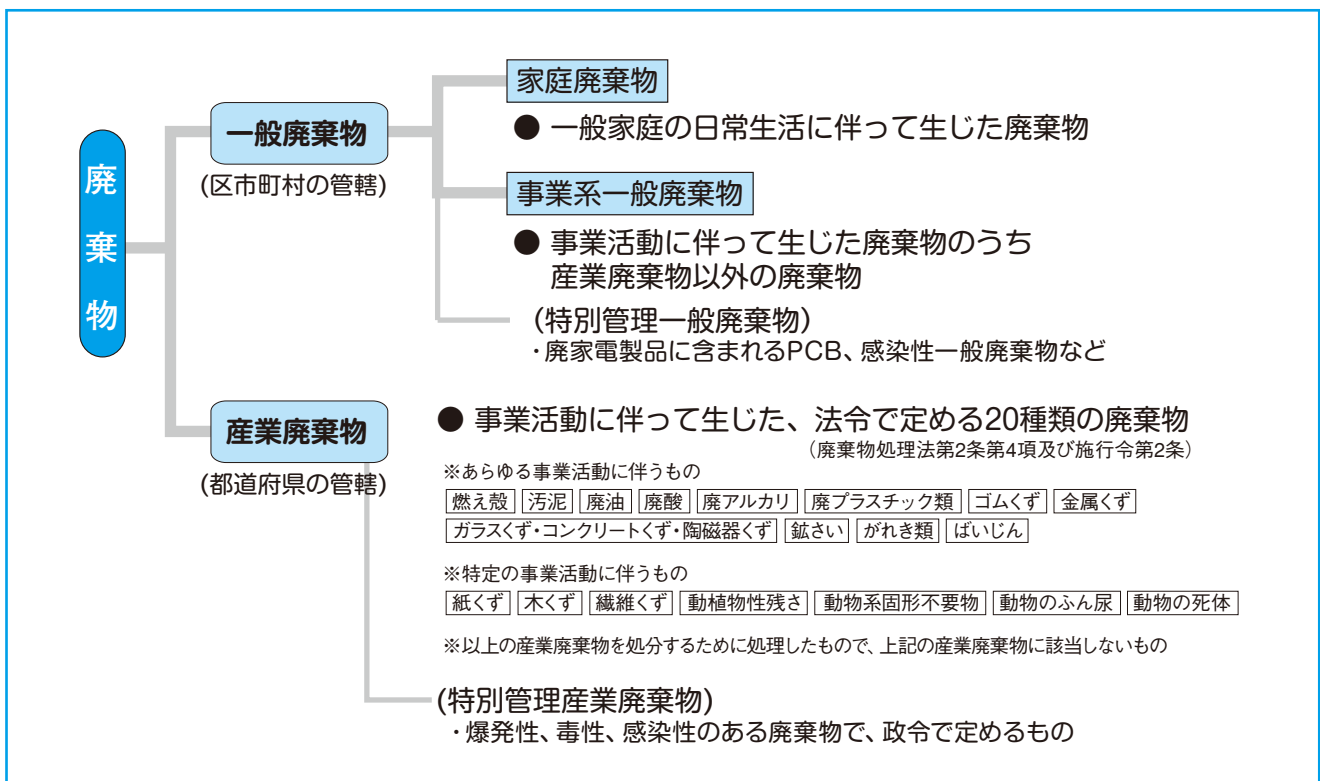 廃棄物
一般廃棄物
(区市町村の管轄)
家庭廃棄物
● 一般家庭の日常生活に伴って生じた廃棄物
事業系一般廃棄物
● 事業活動に伴って生じた廃棄物のうち
産業廃棄物以外の廃棄物
(特別管理一般廃棄物)
・廃家電製品に含まれるPCB、感染性一般廃棄物など
産業廃棄物
(都道府県の管轄)
● 事業活動に伴って生じた、法令で定める20種類の廃棄物
（廃棄物処理法第2条第4項及び施行令第2条）
※あらゆる事業活動に伴うもの
燃え殻 汚泥 廃油 廃酸 廃アルカリ 廃プラスチック類 ゴムくず 金属くず
ガラスくず・コンクリートくず・陶磁器くず 鉱さい がれき類 ばいじん
※特定の事業活動に伴うもの
紙くず 木くず 繊維くず 動植物性残さ 動物系固形不要物 動物のふん尿 動物の死体
※以上の産業廃棄物を処分するために処理したもので、上記の産業廃棄物に該当しないもの
(特別管理産業廃棄物)
・爆発性、毒性、感染性のある廃棄物で、政令で定めるもの